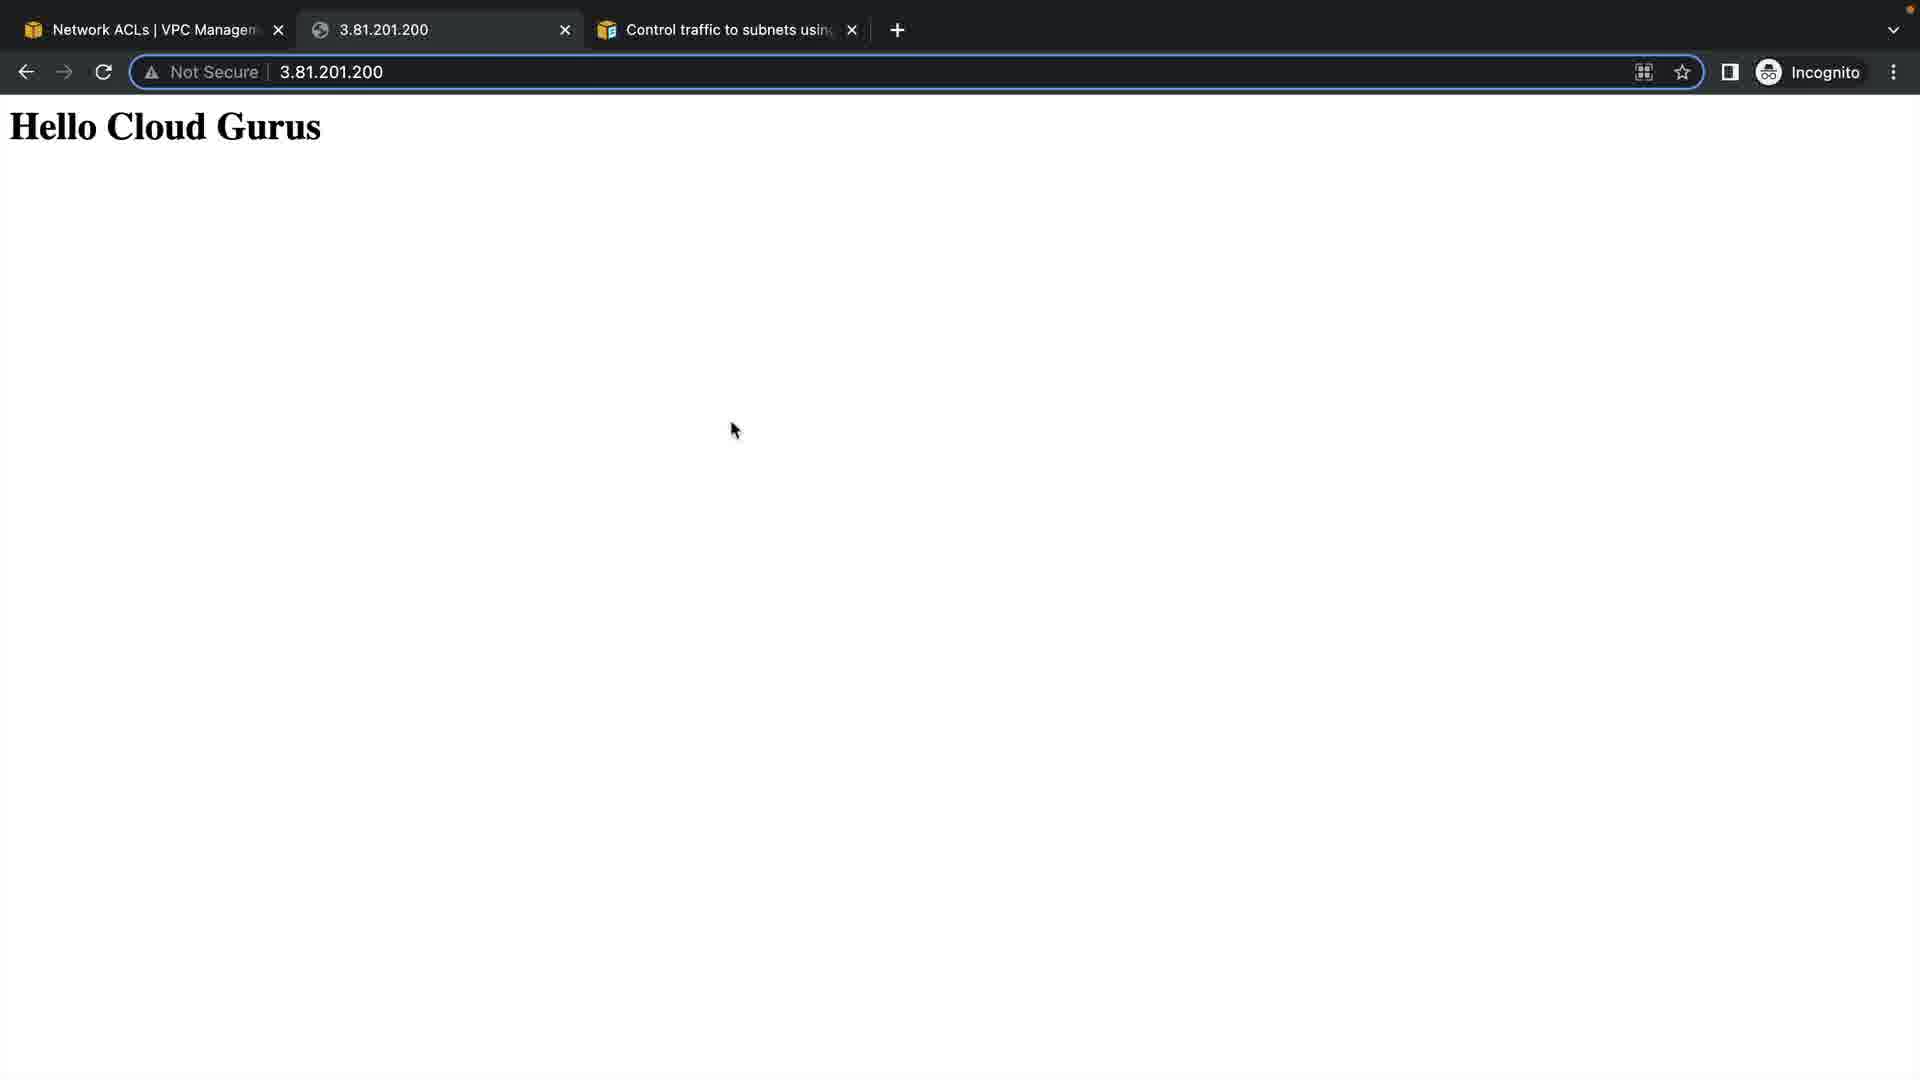 Network ACLs | VPC Managem
3.81.201.200
Control traffic to subnets using
Not Secure
3.81.201.200
Incognito
Hello Cloud Gurus